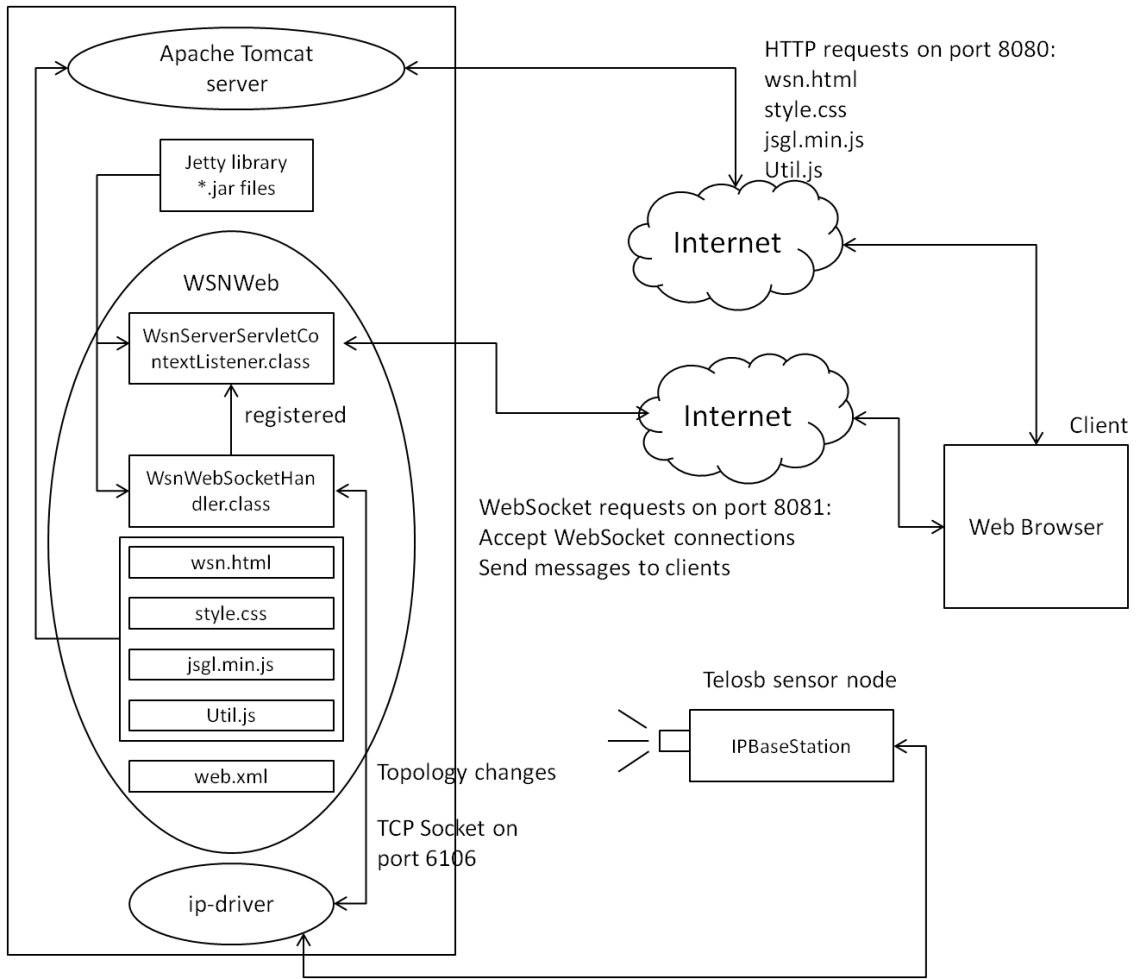 Apache Tomcat
server
HTTP requests on port 8080:
wsn.html
style.css
jsgl.min.js
Util.js
Jetty library
*.jar files
Internet
WSNWeb
WsnServerServletCo
ntextListener.class
registered
Internet
Client
WsnWebSocketHan
dler.class
WebSocket requests on port 8081:
Accept WebSocket connections
Send messages to clients
Web Browser
wsn.html
style.css
jsgl.min.js
Util.js
web.xml
Telosb sensor node
IPBaseStation
Topology changes
TCP Socket on
port 6106
ip-driver